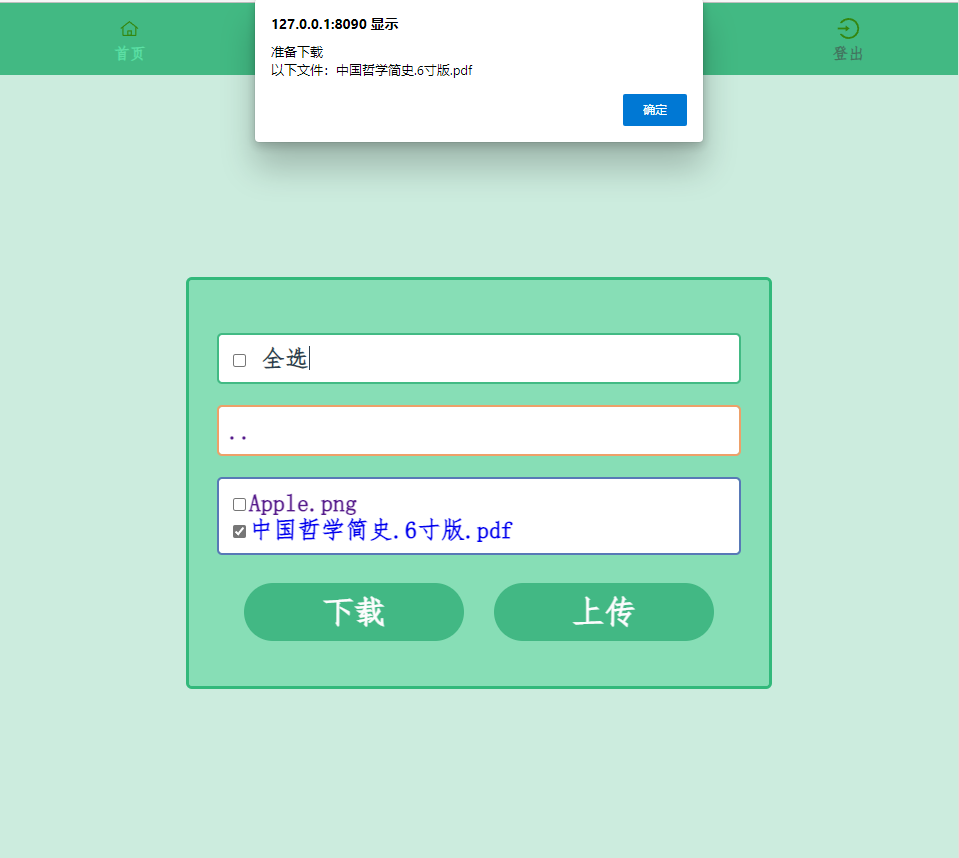 127.0.0.1:8090 显示
准备下载
以下文件：中国哲学简史.6寸版.pdf
确定
首页
登出
全选
..
Apple.png
中国哲学简史.6寸版.pdf
下载
上传